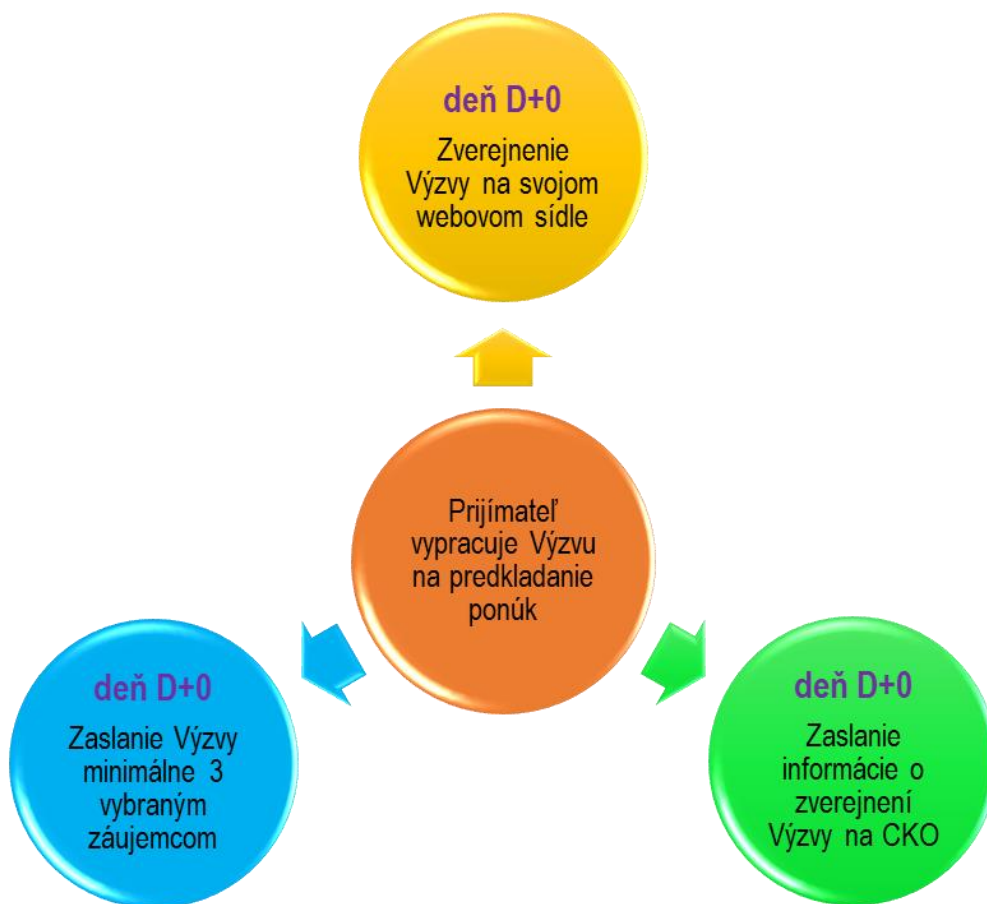 deň D+0
Zverejnenie
Výzvy na svojom
webovom sídle
Prijímateľ
vypracuje Výzvu
na predkladanie
ponúk
deň D+0
Zaslanie Výzvy
minimálne 3
vybraným
záujemcom
deň D+0
Zaslanie
informácie o
zverejnení
Výzvy na CKO